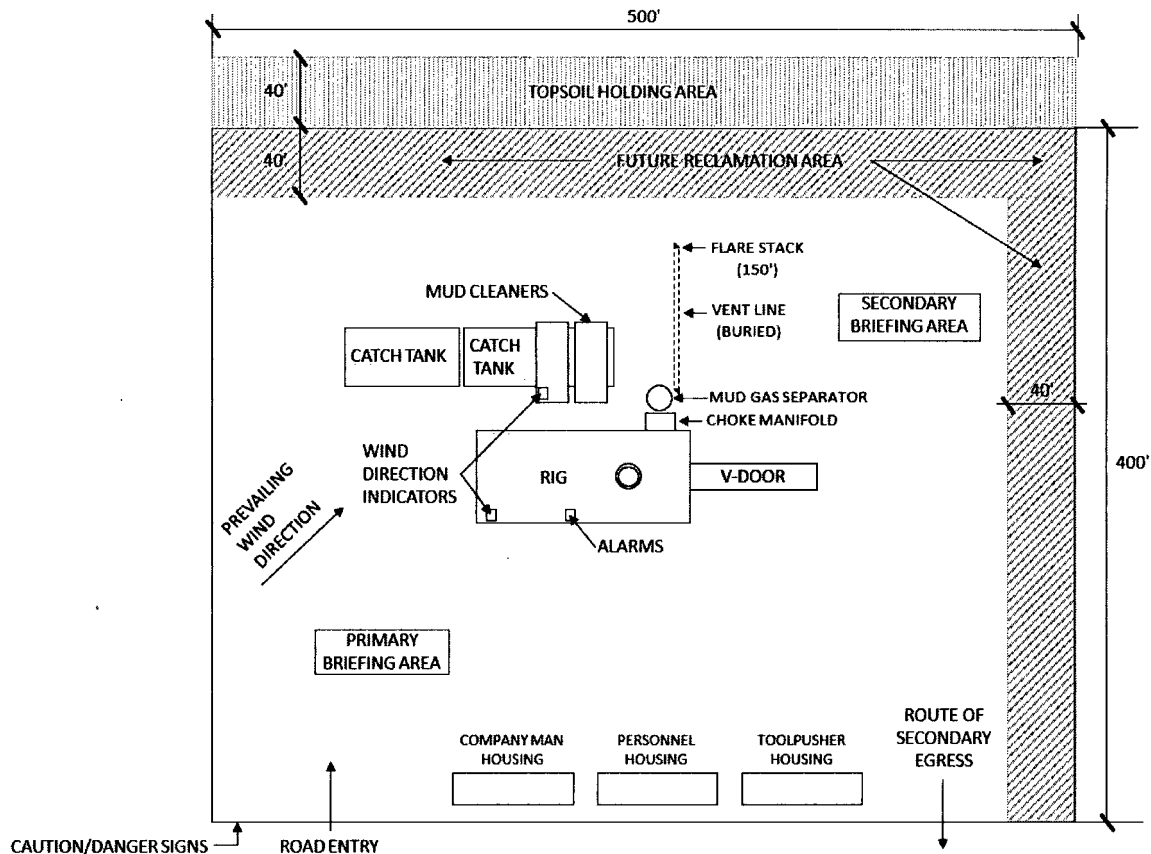 500'
40'
TOPSOIL HOLDING AREA
40'
FUTURE RECLAMATION AREA
FLARE STACK
(150')
MUD CLEANERS
VENT LINE
(BURIED)
SECONDARY
BRIEFING AREA
CATCH TANK
CATCH
TANK
MUD GAS SEPARATOR
40'
CHOKE MANIFOLD
400'
WIND
DIRECTION
INDICATORS
RIG
V-DOOR
PREVAILING
WIND
DIRECTION
ALARMS
PRIMARY
BRIEFING AREA
ROUTE OF
SECONDARY
EGRESS
COMPANY MAN
HOUSING
PERSONNEL
HOUSING
TOOLPUSHER
HOUSING
CAUTION/DANGER SIGNS
ROAD ENTRY